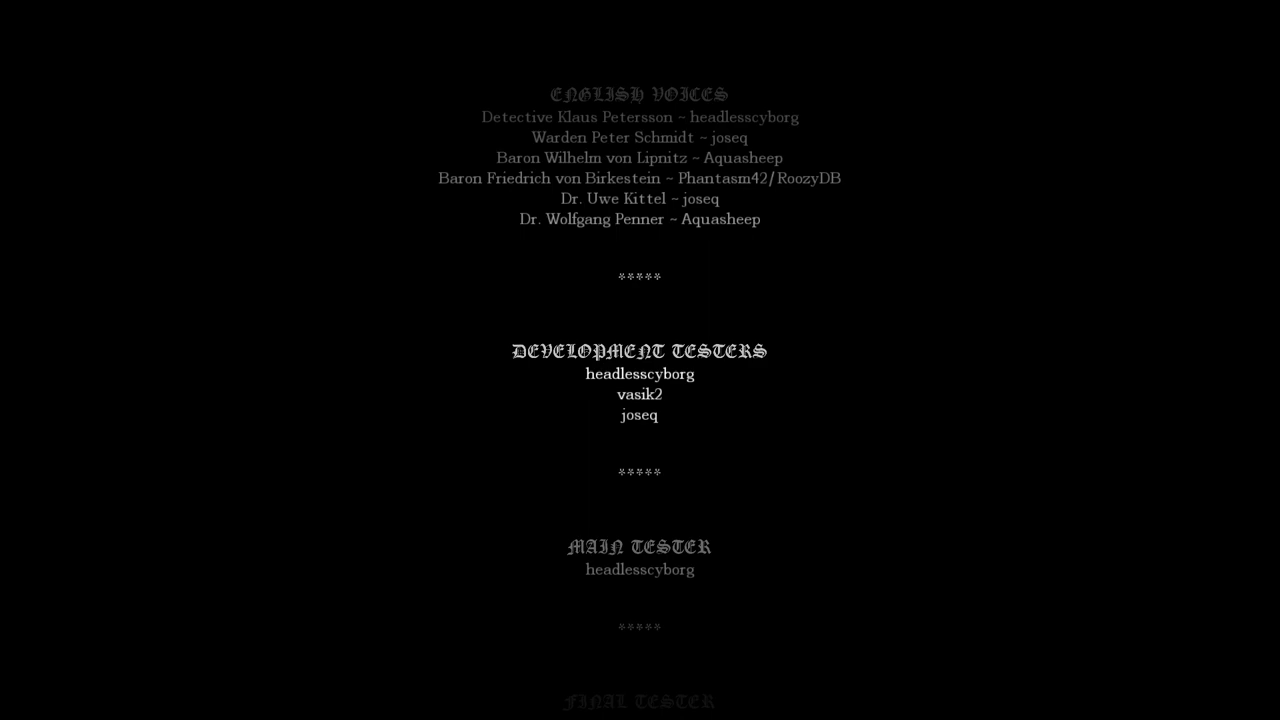 ENGLISH VOICES
Detective Klaus Petersson ~ headlesscyborg
Warden Peter Schmidt ~ joseq
Baron Wilhelm von Lipnitz ~ Aquasheep
Baron Friedrich von Birkestein ~ Phantasm42/RoozyDB
Dr. Uwe Kittel ~ joseq
Dr. Wolfgang Penner ~ Aquasheep
*****
DEVELOPMENT TESTERS
headlesscyborg
vasik2
joseq
*****
MAIN TESTER
headlesscyborg
*****
FINAL TESTER